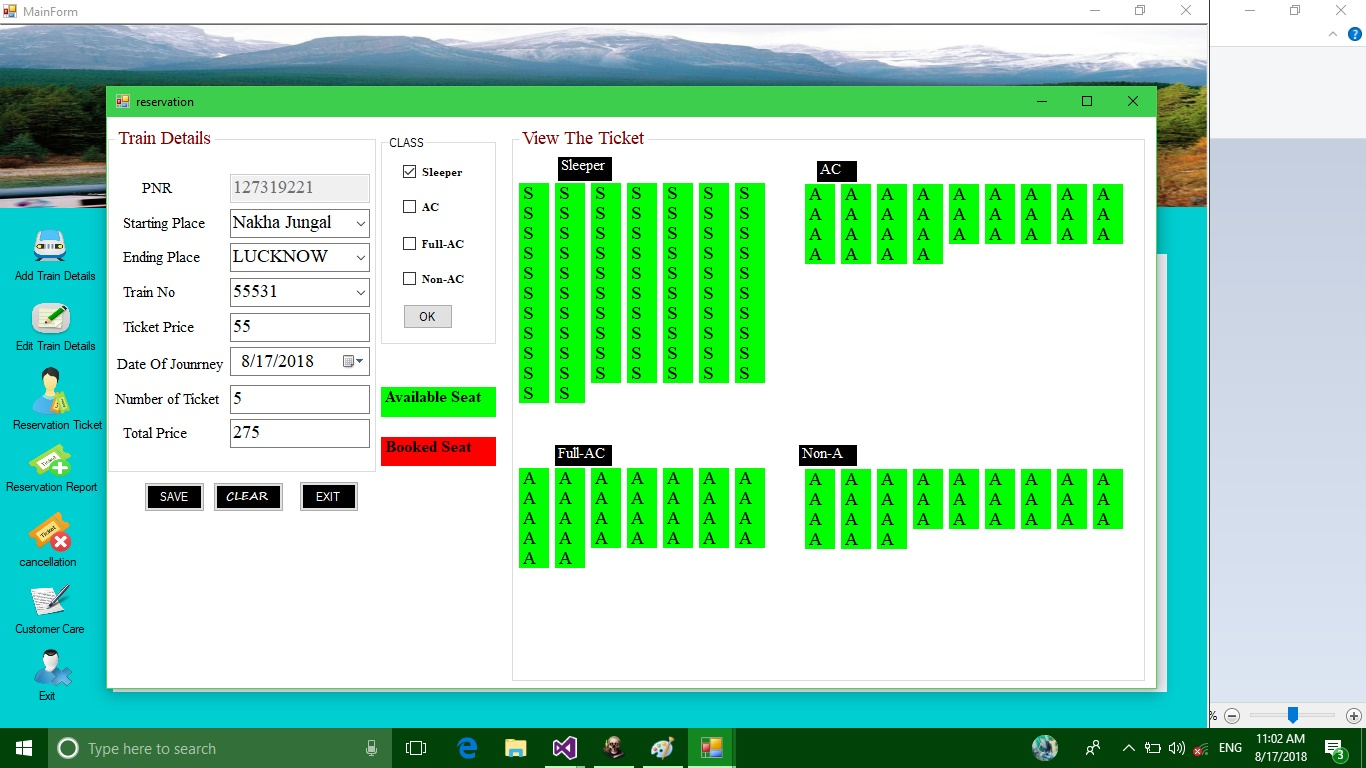 MainForm
reservation
Train Details
PNR 127319221
Starting Place Nakha Jungal
Ending Place LUCKNOW
Train No 55531
Ticket Price 55
Date Of Jounrney 8/17/2018
Number of Ticket 5
Total Price 275
SAVE CLEAR EXIT
CLASS
Sleeper
AC
Full-AC
Non-AC
OK
Available Seat
Booked Seat
View The Ticket
Sleeper
S S S S S S S
S S S S S S S
S S S S S S S
S S S S S S S
S S S S S S S
S S S S S S S
S S S S S S S
S S S S S S S
S S S S S S S
S S S S S S S
S S
AC
A A A A A A A A A
A A A A A A A A A
A A A A A A A A A
A A A A
Full-AC
A A A A A A A
A A A A A A A
A A A A A A A
A A A A A A A
A A
Non-A
A A A A A A A A A
A A A A A A A A A
A A A A A A A A A
A A A
Add Train Details
Edit Train Details
Reservation Ticket
Ticket
Reservation Report
Ticket
cancellation
Customer Care
Exit
%
Type here to search
ENG
11:02 AM
8/17/2018
3